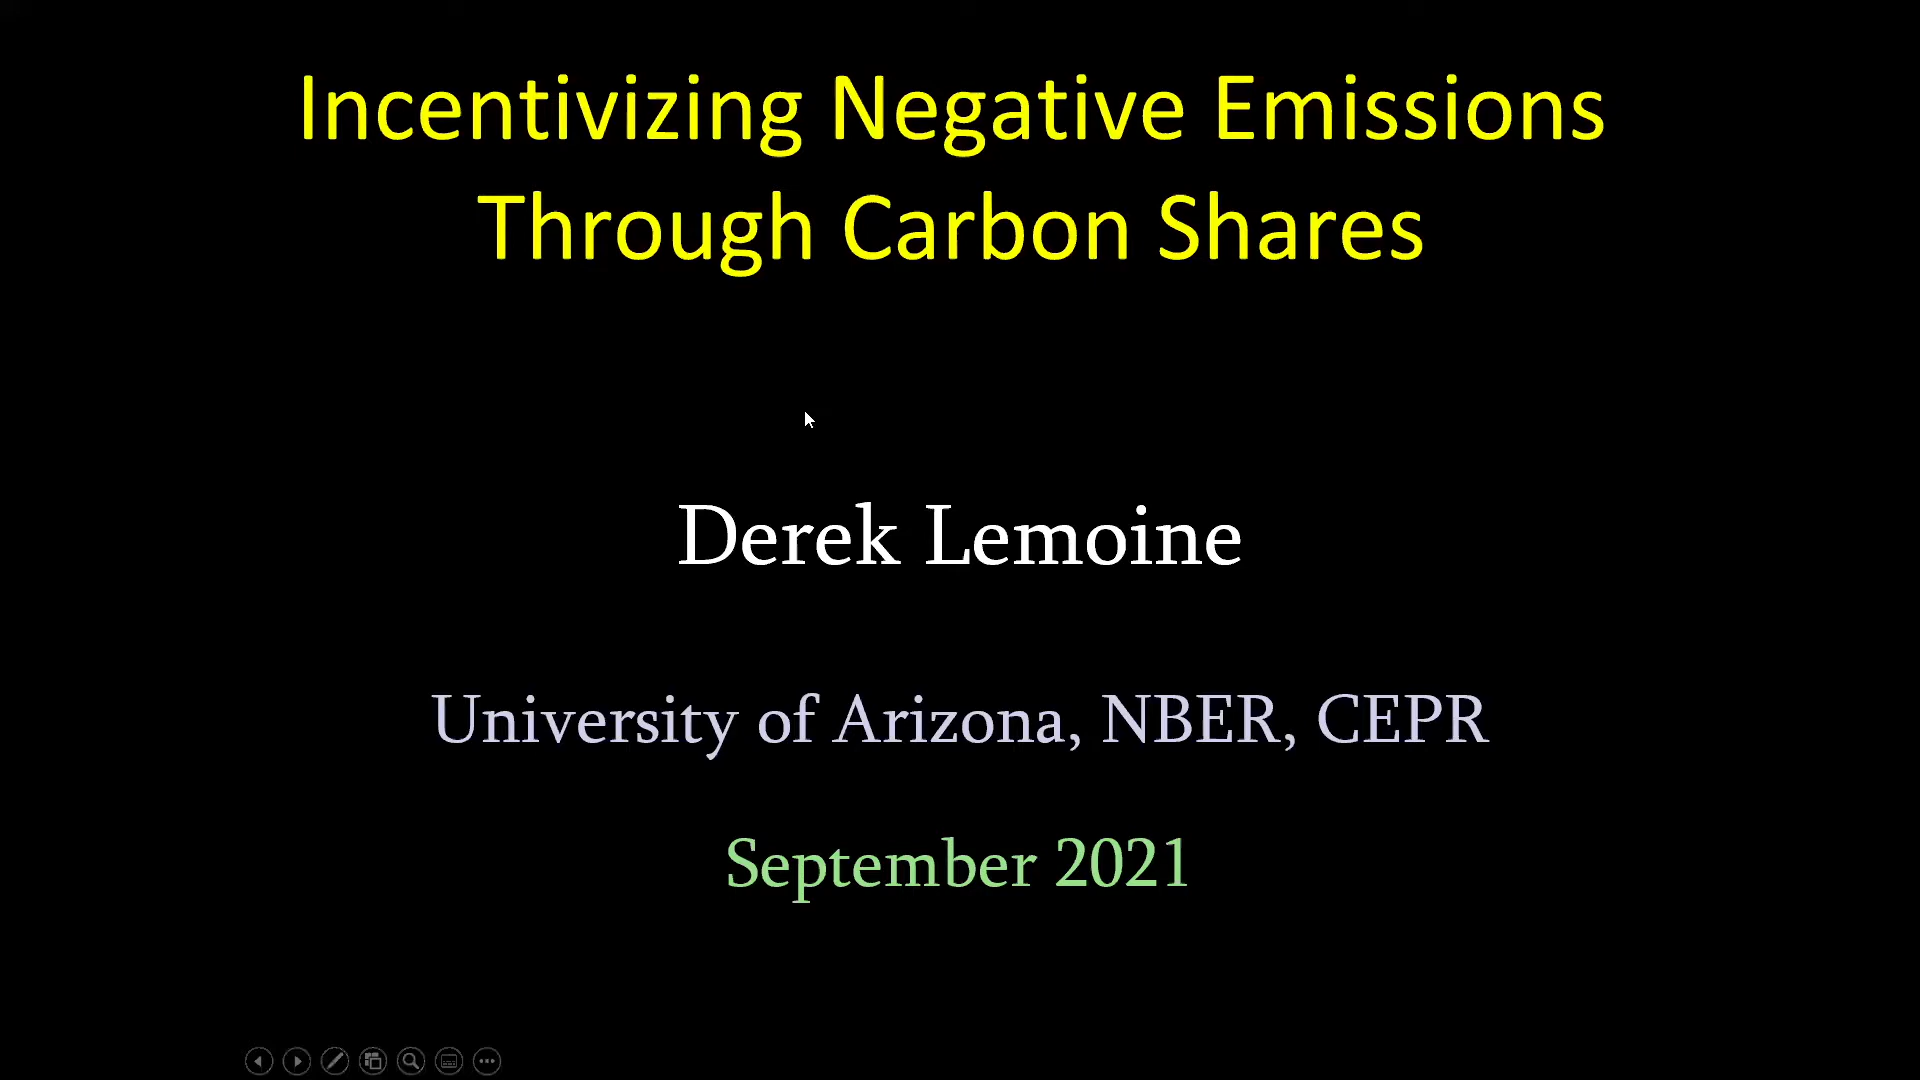 Incentivizing Negative Emissions
Through Carbon Shares
Derek Lemoine
University of Arizona, NBER, CEPR
September 2021